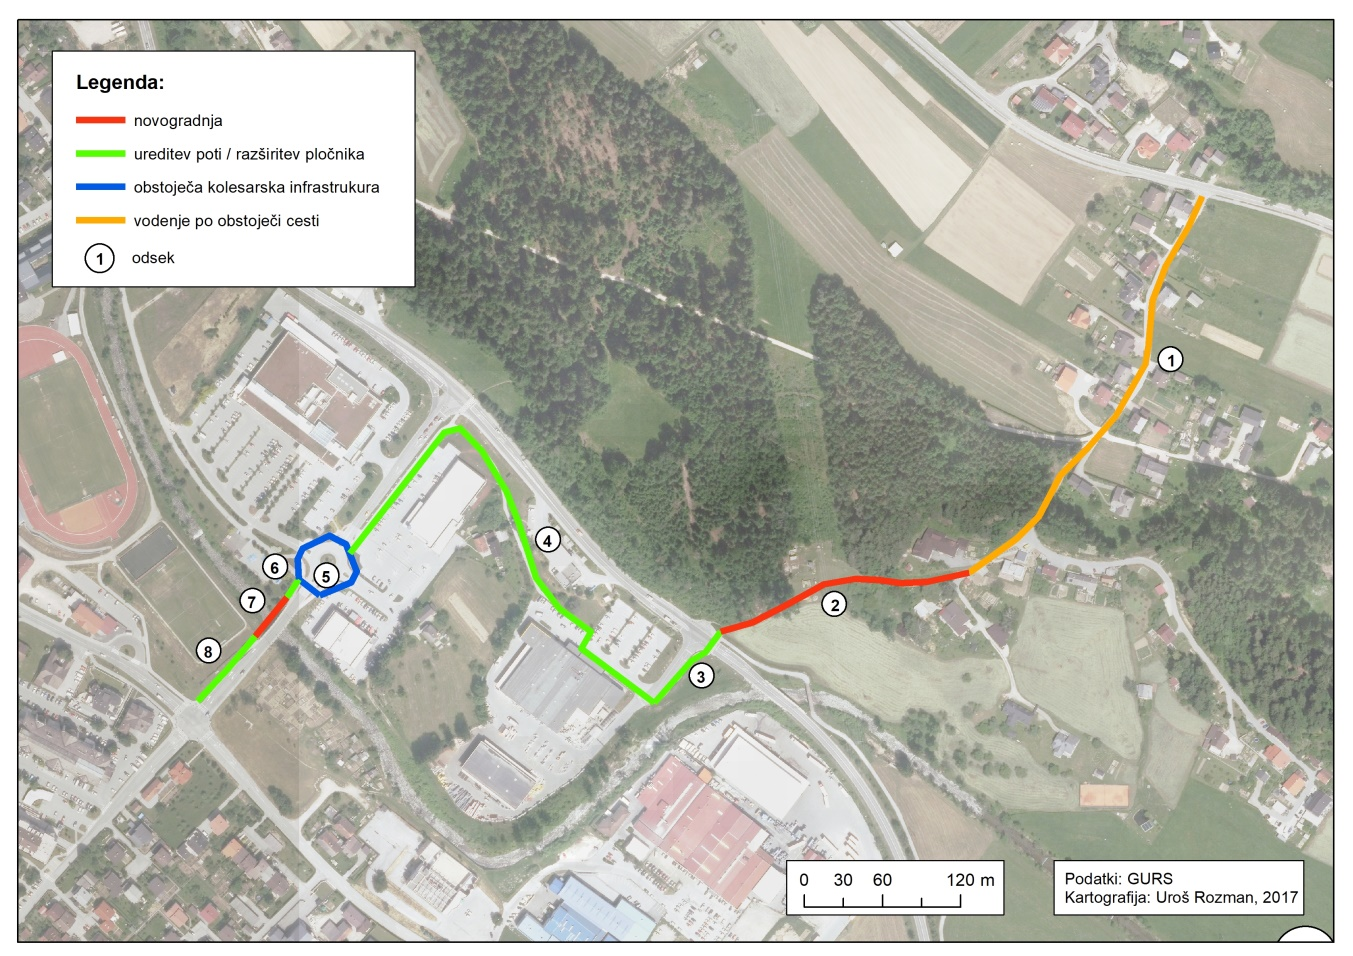 Legenda:
novogradnja
ureditev poti / razširitev pločnika
obstoječa kolesarska infrastrukura
vodenje po obstoječi cesti
1 odsek
1
2
3
4
5
6
7
8
0 30 60 120 m
Podatki: GURS
Kartografija: Uroš Rozman, 2017